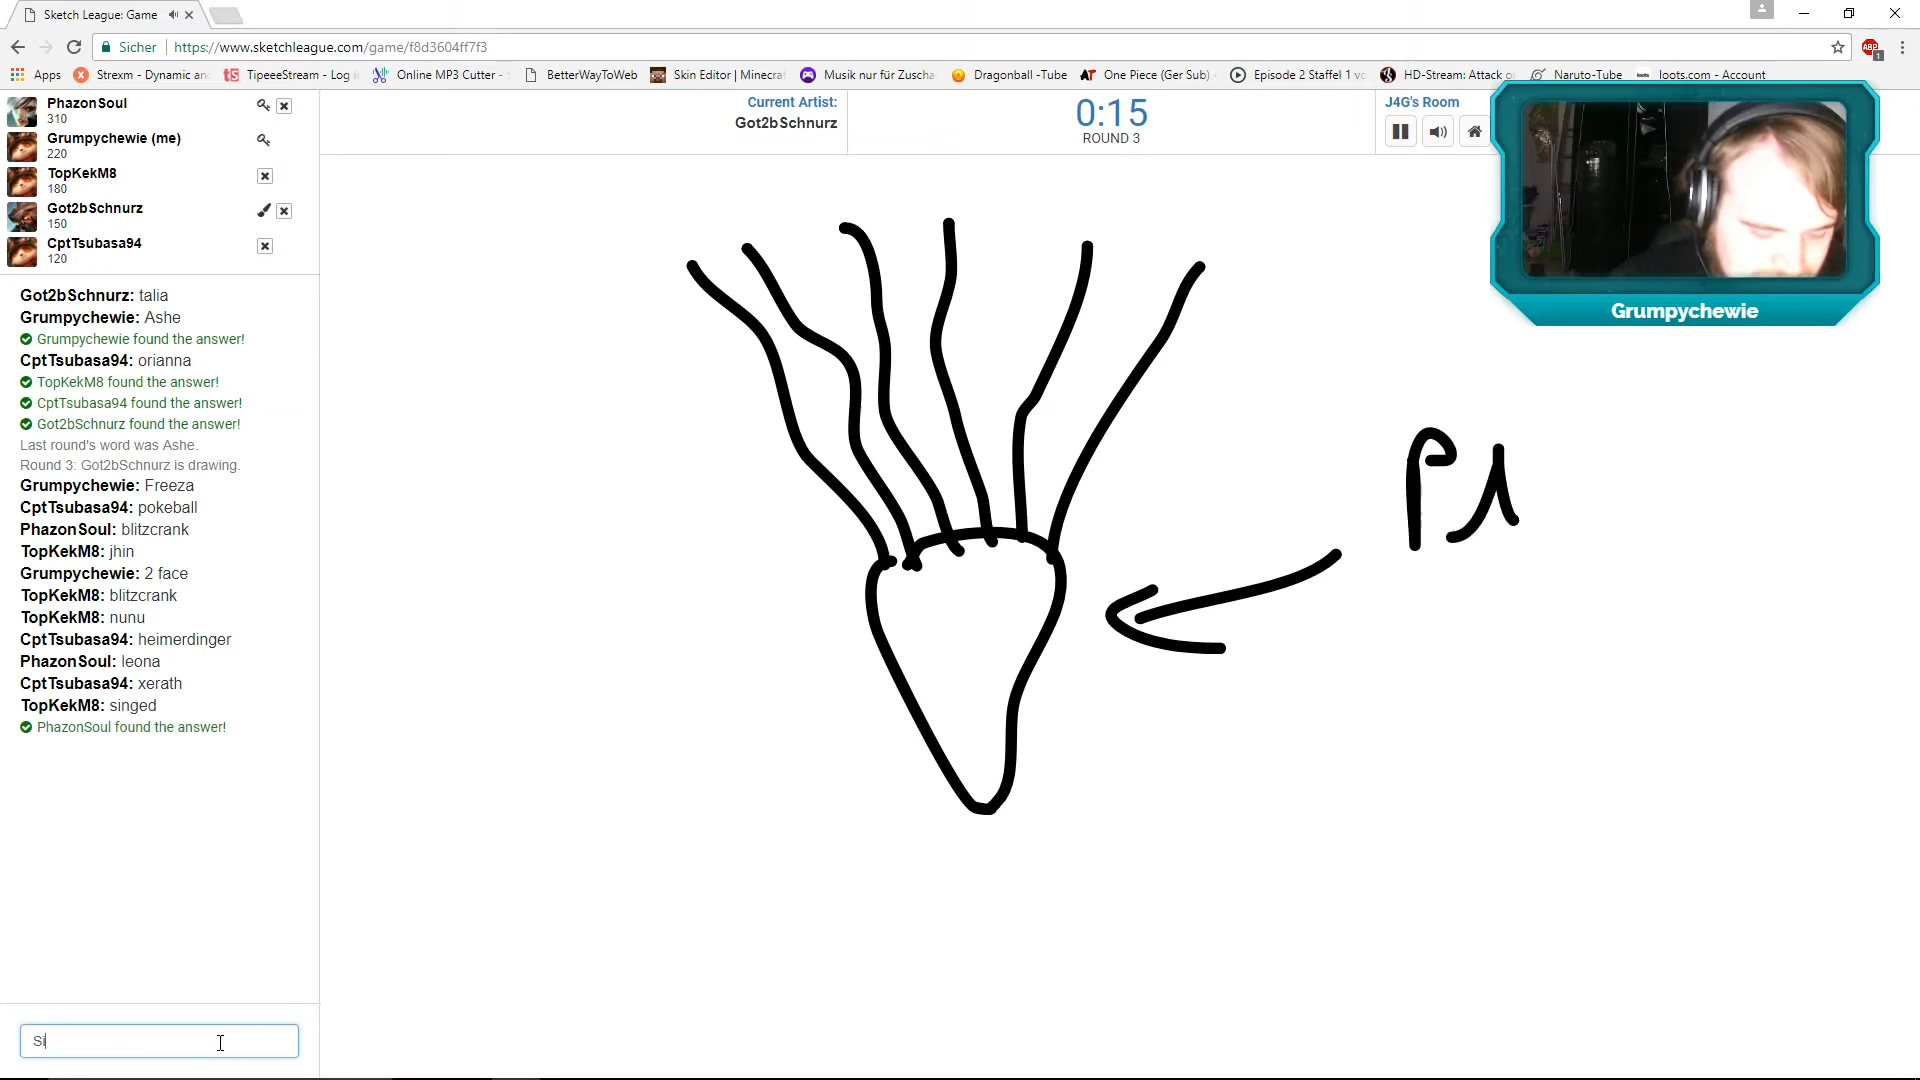 Sketch League: Game
Sicher https://www.sketchleague.com/game/f8d3604ff7f3
ABP 1
Apps Strexm - Dynamic an TipeeeStream - Log i Online MP3 Cutter - BetterWayToWeb Skin Editor | Minecra Musik nur für Zuscha Dragonball -Tube One Piece (Ger Sub) Episode 2 Staffel 1 vo HD-Stream: Attack o Naruto-Tube loots.com - Account
PhazonSoul
310
Grumpychewie (me)
220
TopKekM8
180
Got2bSchnurz
150
CptTsubasa94
120
Current Artist:
Got2bSchnurz
0:15
ROUND 3
J4G's Room
Grumpychewie
Got2bSchnurz: talia
Grumpychewie: Ashe
Grumpychewie found the answer!
CptTsubasa94: orianna
TopKekM8 found the answer!
CptTsubasa94 found the answer!
Got2bSchnurz found the answer!
Last round's word was Ashe.
Round 3: Got2bSchnurz is drawing.
Grumpychewie: Freeza
CptTsubasa94: pokeball
PhazonSoul: blitzcrank
TopKekM8: jhin
Grumpychewie: 2 face
TopKekM8: blitzcrank
TopKekM8: nunu
CptTsubasa94: heimerdinger
PhazonSoul: leona
CptTsubasa94: xerath
TopKekM8: singed
PhazonSoul found the answer!
Si